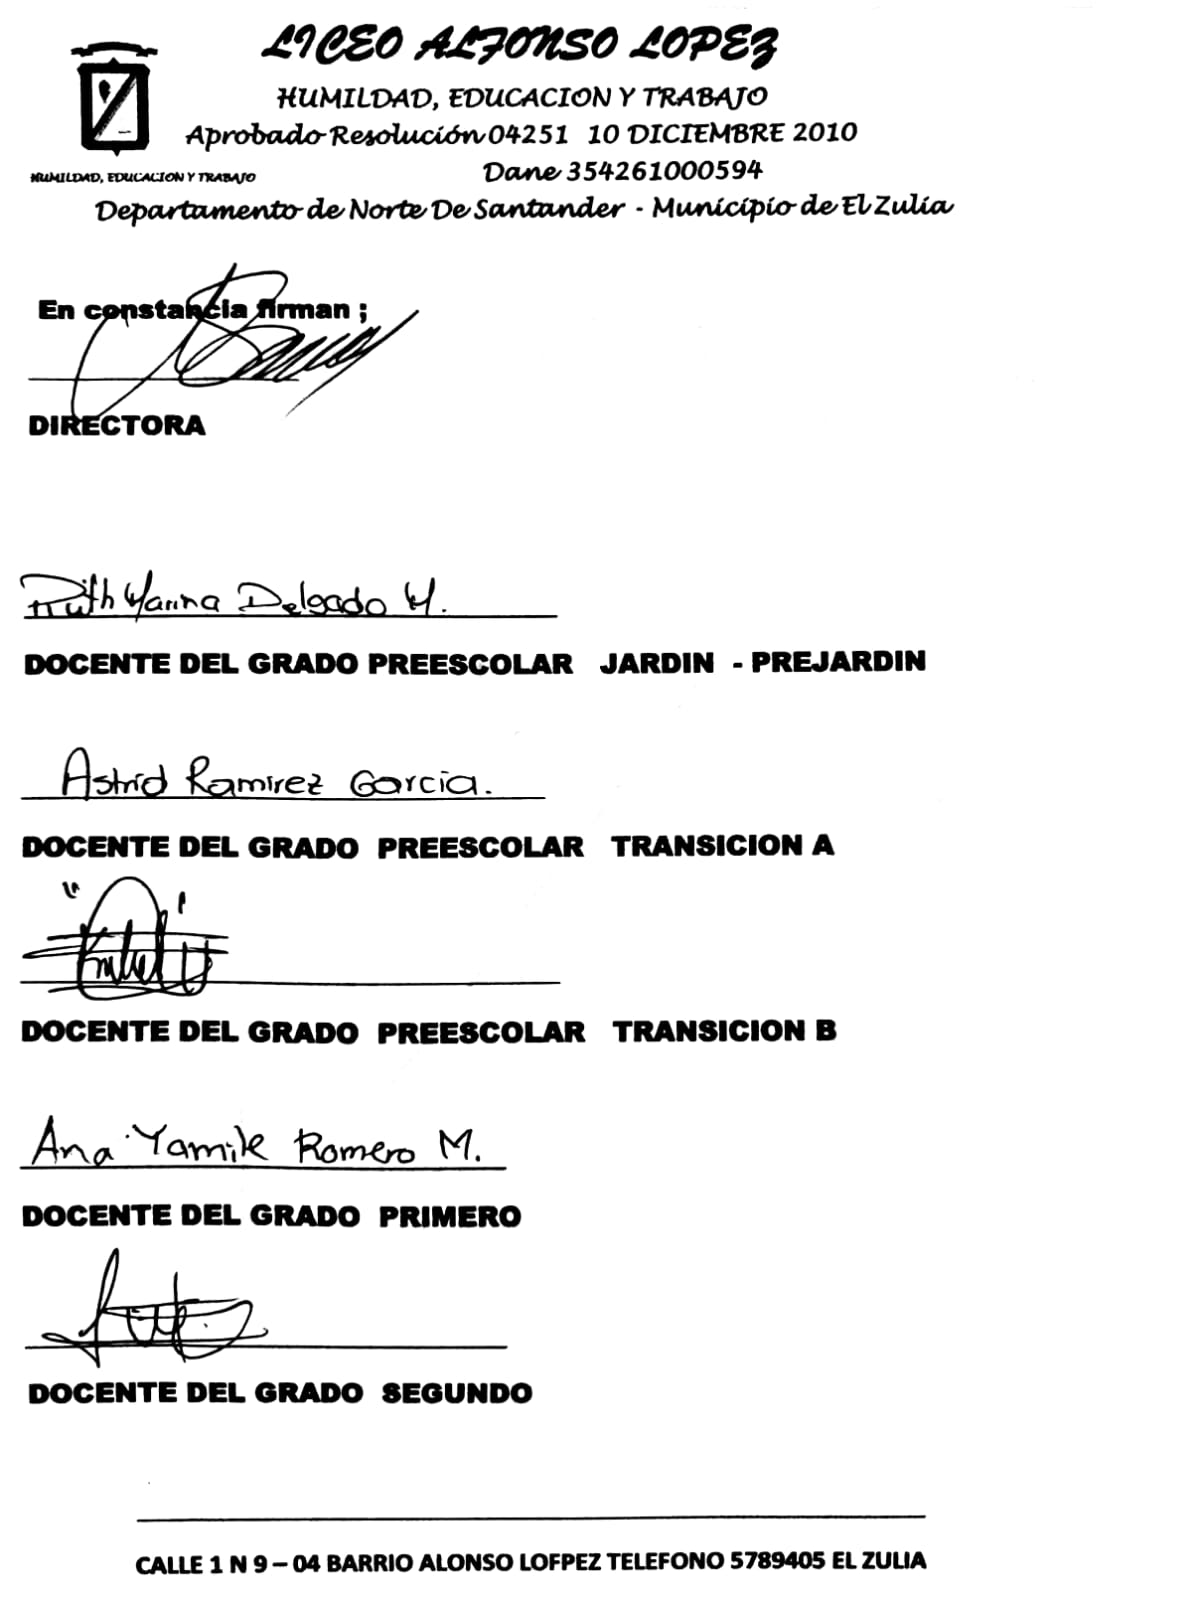 LICEO ALFONSO LOPEZ
HUMILDAD, EDUCACION Y TRABAJO
Aprobado Resolución 04251 10 DICIEMBRE 2010
Dane 354261000594
HUMILDAD, EDUCACION Y TRABAJO
Departamento de Norte De Santander - Municipio de El Zulia
En constancia firman ;
DIRECTORA
Ruth Marina Delgado M.
DOCENTE DEL GRADO PREESCOLAR JARDIN - PREJARDIN
Astrid Ramirez Garcia.
DOCENTE DEL GRADO PREESCOLAR TRANSICION A
DOCENTE DEL GRADO PREESCOLAR TRANSICION B
Ana Yamile Romero M.
DOCENTE DEL GRADO PRIMERO
DOCENTE DEL GRADO SEGUNDO
CALLE 1 N 9 – 04 BARRIO ALONSO LOFPEZ TELEFONO 5789405 EL ZULIA